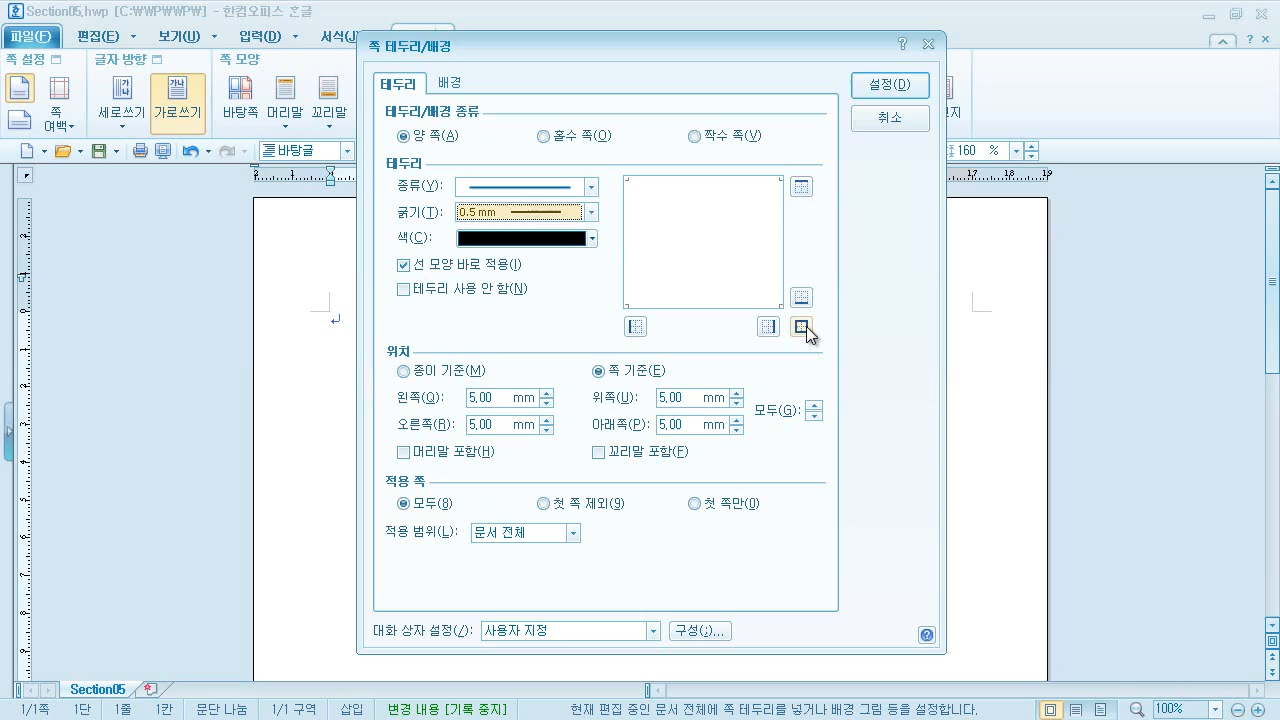 Section05.hwp [C:\WPWWPW] - 한컴오피스 한글
파일(F) 편집(E) 보기(U) 입력(D) 서식(
쪽 설정 글자 방향 쪽 모양
쪽 여백 세로쓰기 가로쓰기 바탕쪽 머리말 꼬리말
바탕글 160 %
쪽 테두리/배경
테두리 배경
설정(D)
취소
테두리/배경 종류
양 쪽(A) 홀수 쪽(O) 짝수 쪽(V)
테두리
종류(Y):
굵기(T): 0.5 mm
색(C):
선 모양 바로 적용(I)
테두리 사용 안 함(N)
위치
종이 기준(M) 쪽 기준(E)
왼쪽(Q): 5.00 mm 위쪽(U): 5.00 mm 모두(G):
오른쪽(R): 5.00 mm 아래쪽(P): 5.00 mm
머리말 포함(H) 꼬리말 포함(F)
적용 쪽
모두(8) 첫 쪽 제외(9) 첫 쪽만(0)
적용 범위(L): 문서 전체
대화 상자 설정(/): 사용자 지정 구성(;)...
Section05
1/1쪽 1단 1줄 1칸 문단 나눔 1/1 구역 삽입 변경 내용 [기록 중지] 현재 편집 중인 문서 전체에 쪽 테두리를 넣거나 배경 그림 등을 설정합니다. 100%